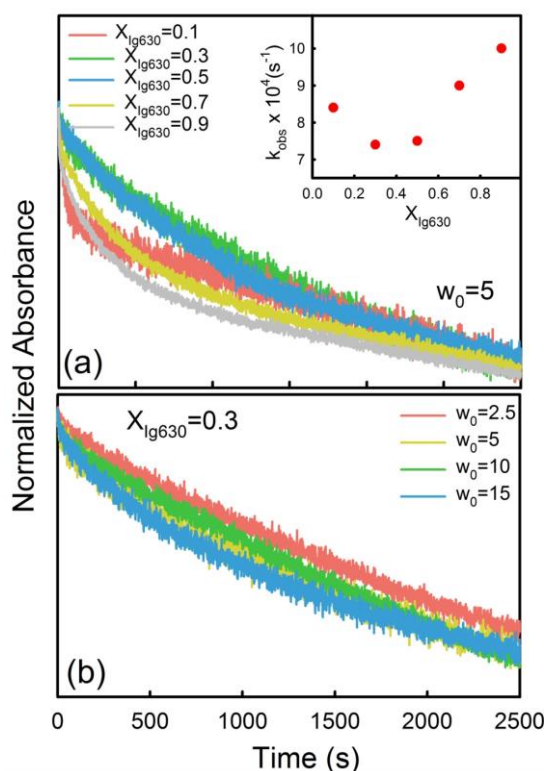 X_Ig630=0.1
X_Ig630=0.3
X_Ig630=0.5
X_Ig630=0.7
X_Ig630=0.9
k_obs x 10^4(s^-1)
10
9
8
7
0.0 0.2 0.4 0.6 0.8
X_Ig630
w_0=5
(a)
Normalized Absorbance
X_Ig630=0.3
w_0=2.5
w_0=5
w_0=10
w_0=15
(b)
0 500 1000 1500 2000 2500
Time (s)